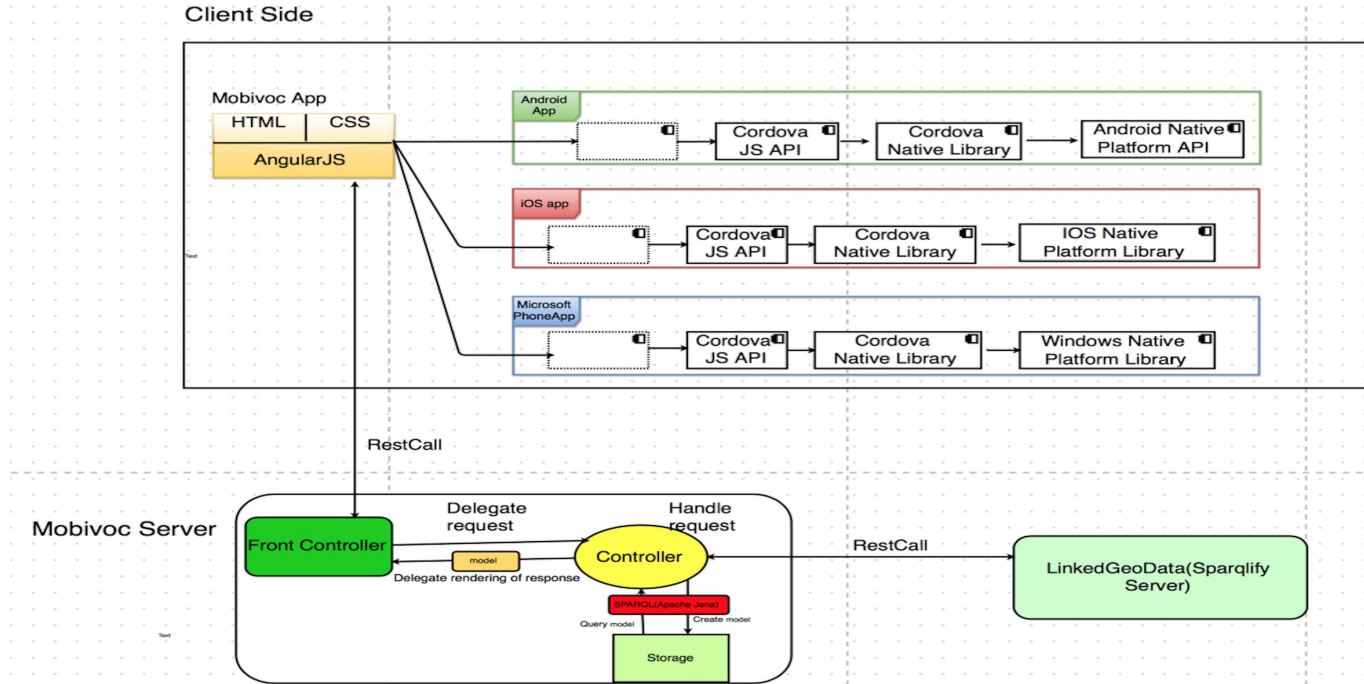 Client Side
Mobivoc App
HTML
CSS
AngularJS
Android
App
Cordova
JS API
Cordova
Native Library
Android Native
Platform API
iOS app
Cordova
JS API
Cordova
Native Library
IOS Native
Platform Library
Text
Microsoft
PhoneApp
Cordova
JS API
Cordova
Native Library
Windows Native
Platform Library
RestCall
Mobivoc Server
Delegate
request
Handle
request
Front Controller
model
Controller
Delegate rendering of response
RestCall
LinkedGeoData(Sparqlify
Server)
SPARQL(Apache Jena)
Query model
Create model
Storage
Text